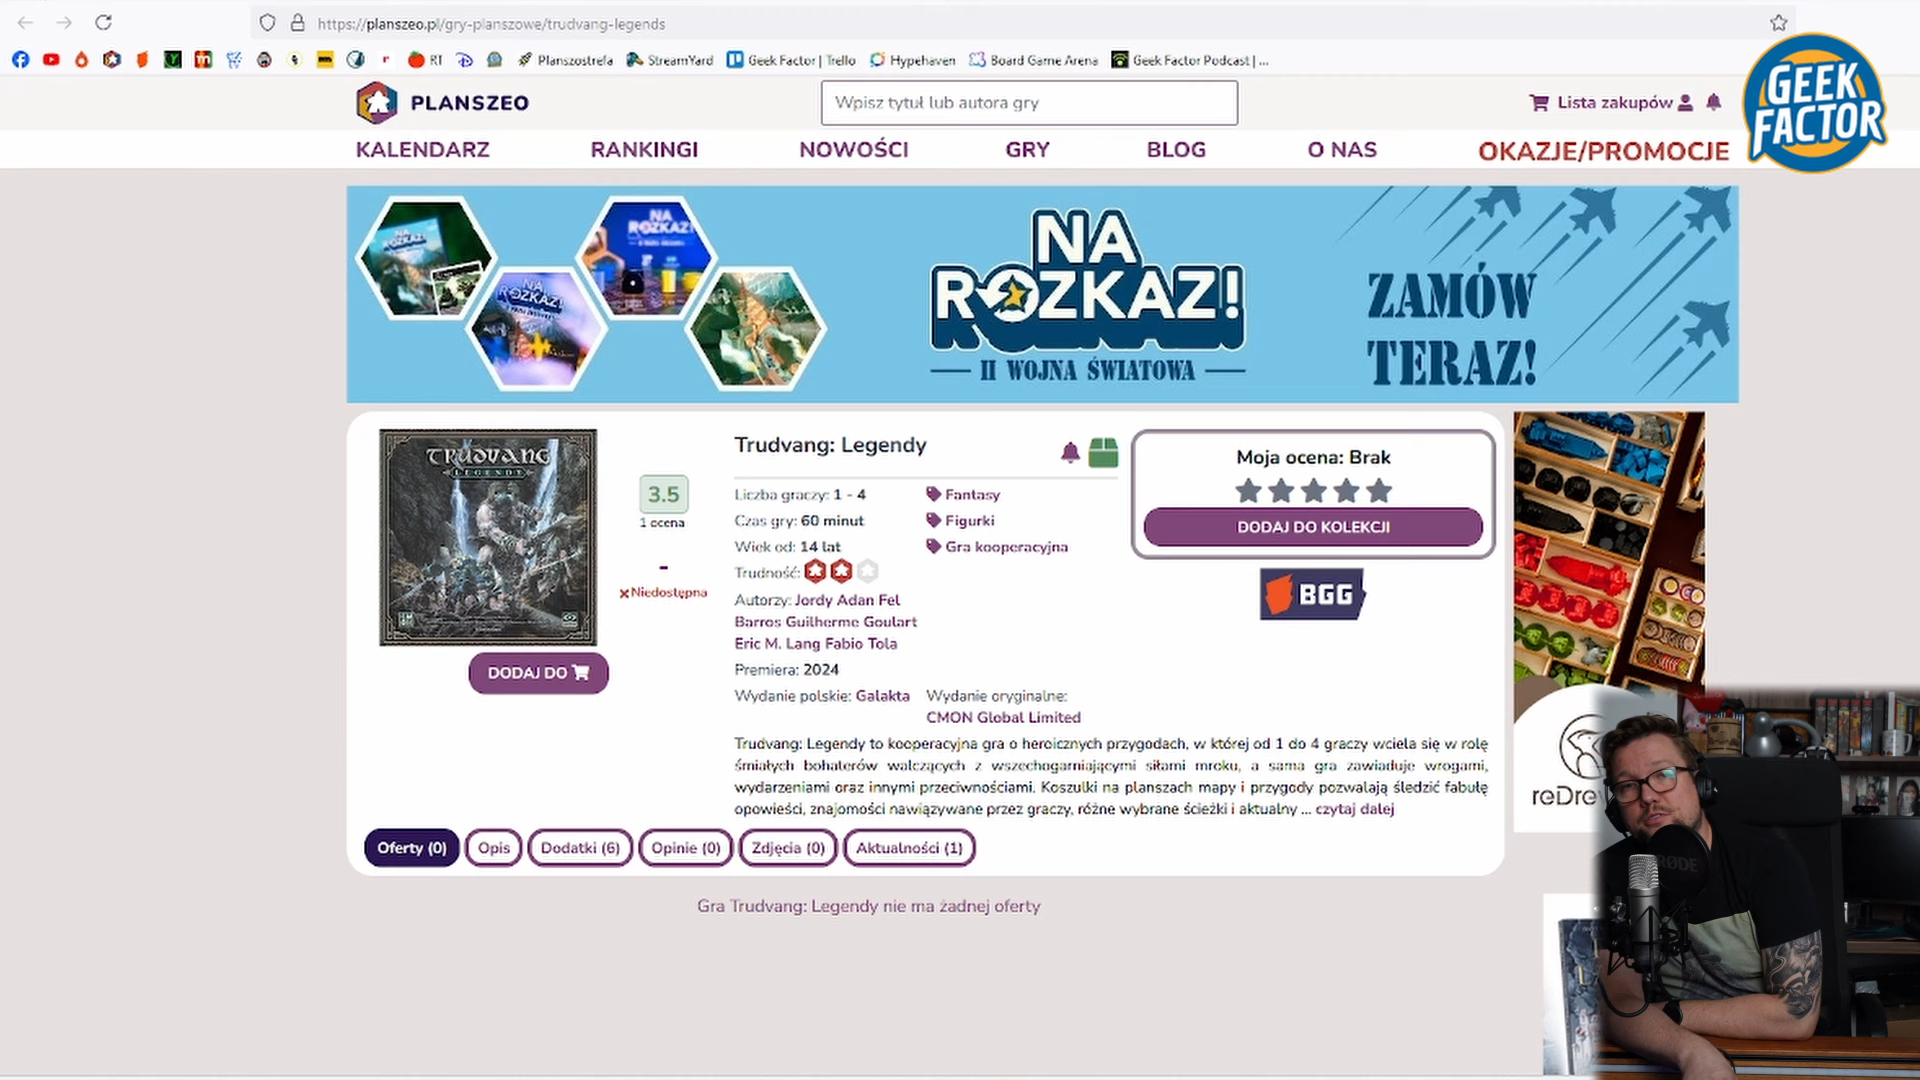 https://planszeo.pl/gry-planszowe/trudvang-legends
RT
Planszostrefa
StreamYard
Geek Factor | Trello
Hypehaven
Board Game Arena
Geek Factor Podcast | ...
GEEK
FACTOR
PLANSZEO
Wpisz tytuł lub autora gry
Lista zakupów
KALENDARZ
RANKINGI
NOWOŚCI
GRY
BLOG
O NAS
OKAZJE/PROMOCJE
NA
ROZKAZ!
II WOJNA ŚWIATOWA
ZAMÓW
TERAZ!
TRUDVANG
LEGENDY
3.5
1 ocena
-
Niedostępna
DODAJ DO
Trudvang: Legendy
Liczba graczy: 1 - 4
Czas gry: 60 minut
Wiek od: 14 lat
Trudność:
Autorzy: Jordy Adan Fel
Barros Guilherme Goulart
Eric M. Lang Fabio Tola
Premiera: 2024
Wydanie polskie: Galakta
Fantasy
Figurki
Gra kooperacyjna
Wydanie oryginalne:
CMON Global Limited
Moja ocena: Brak
DODAJ DO KOLEKCJI
BGG
Trudvang: Legendy to kooperacyjna gra o heroicznych przygodach, w której od 1 do 4 graczy wciela się w rolę
śmiałych bohaterów walczących z wszechogarniającymi siłami mroku, a sama gra zawiaduje wrogami,
wydarzeniami oraz innymi przeciwnościami. Koszulki na planszach mapy i przygody pozwalają śledzić fabułę
opowieści, znajomości nawiązywane przez graczy, różne wybrane ścieżki i aktualny ... czytaj dalej
Oferty (0)
Opis
Dodatki (6)
Opinie (0)
Zdjęcia (0)
Aktualności (1)
Gra Trudvang: Legendy nie ma żadnej oferty
reDre
RØDE